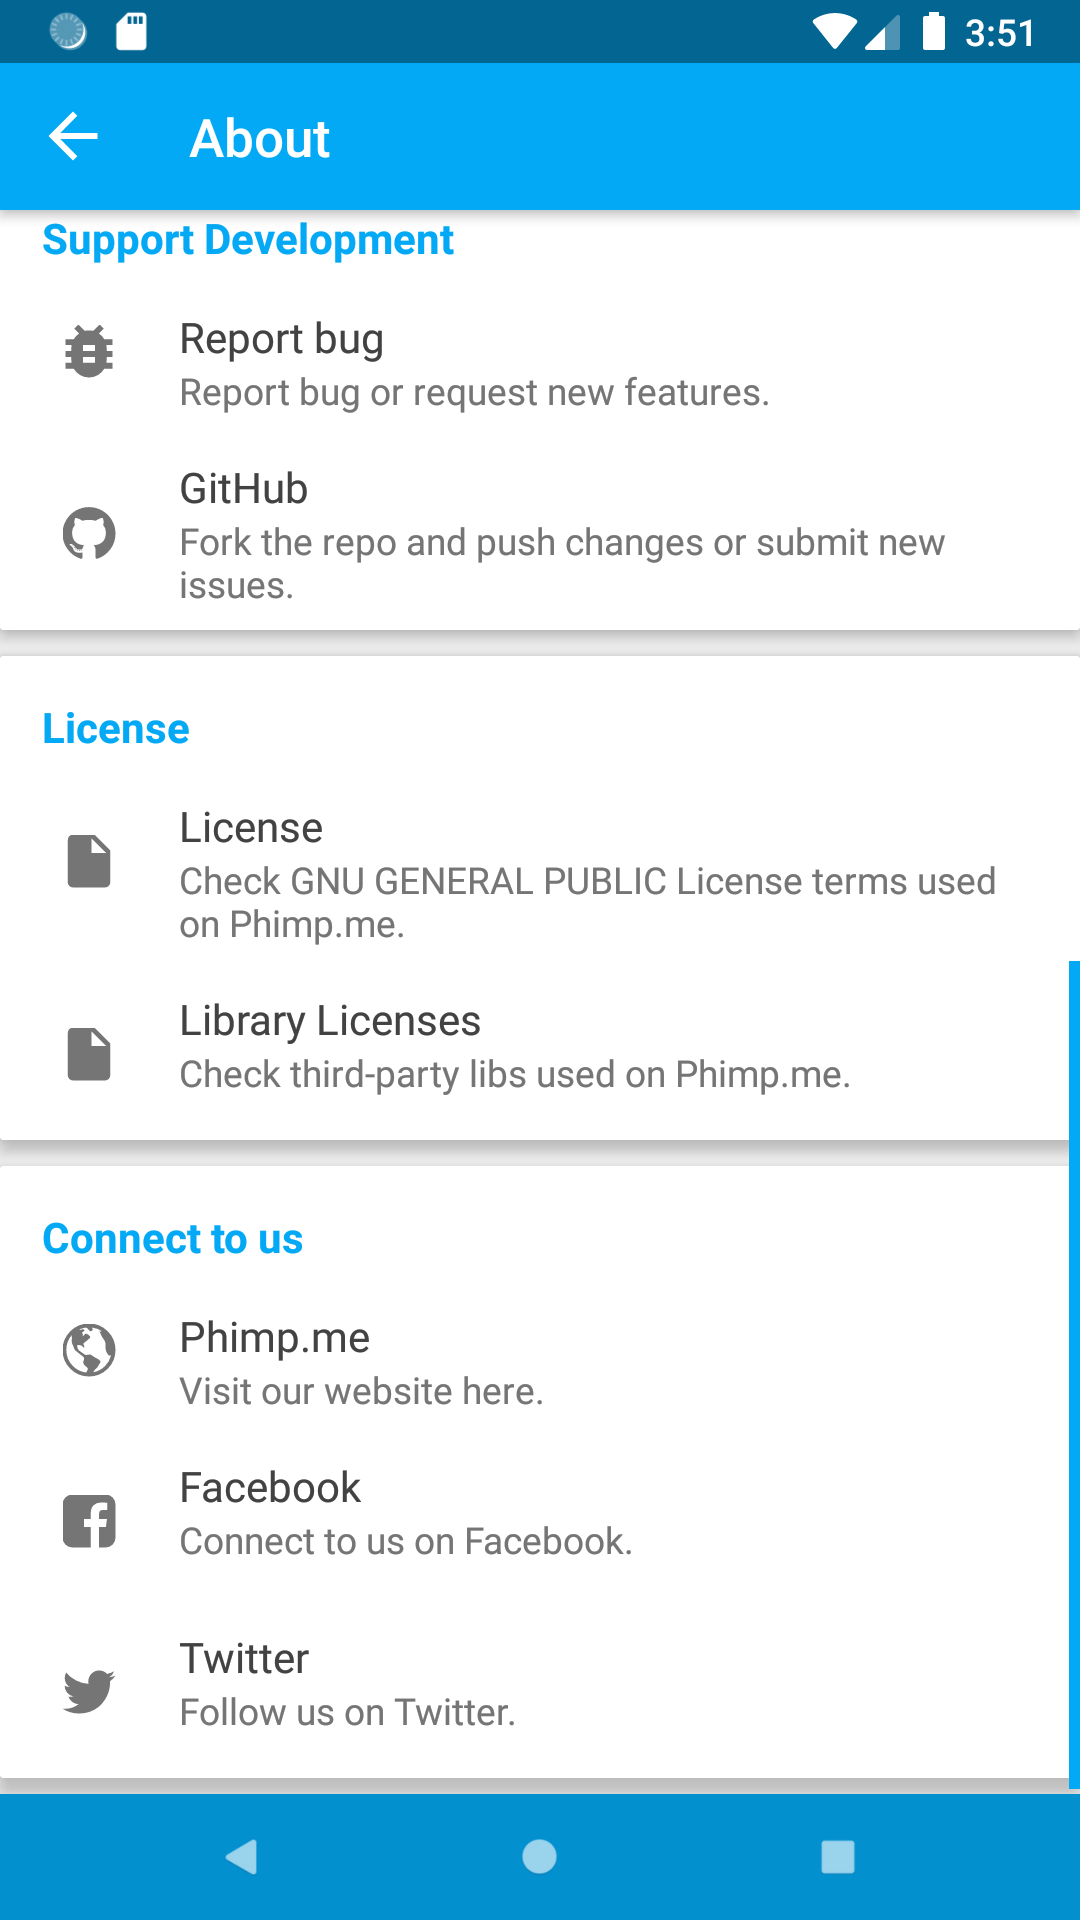 3:51
About
Support Development
Report bug
Report bug or request new features.
GitHub
Fork the repo and push changes or submit new
issues.
License
License
Check GNU GENERAL PUBLIC License terms used
on Phimp.me.
Library Licenses
Check third-party libs used on Phimp.me.
Connect to us
Phimp.me
Visit our website here.
Facebook
Connect to us on Facebook.
Twitter
Follow us on Twitter.